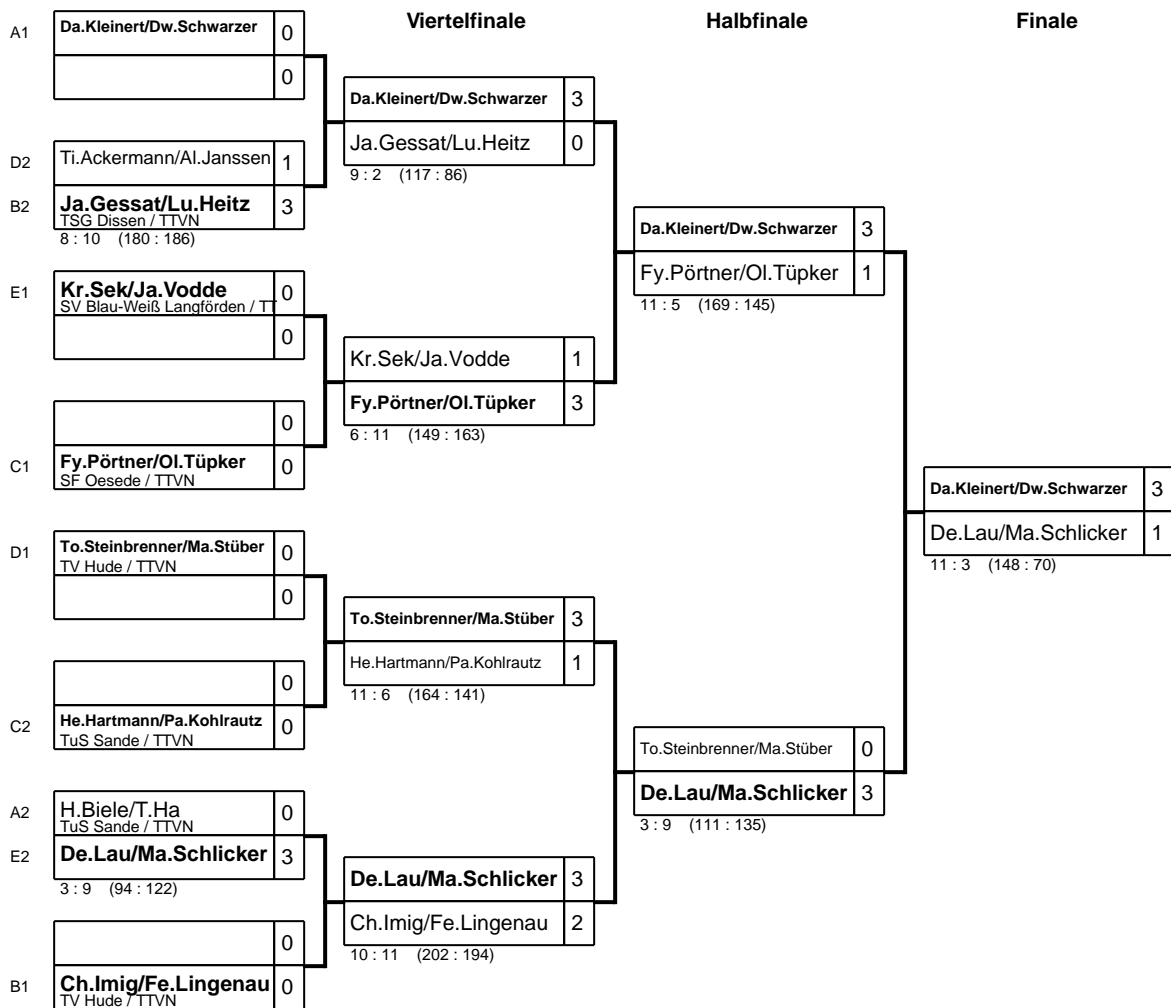 Viertelfinale Halbfinale Finale
A1 Da.Kleinert/Dw.Schwarzer 0
0
D2 Ti.Ackermann/Al.Janssen 1
B2 Ja.Gessat/Lu.Heitz 3
TSG Dissen / TTVN
8 : 10 (180 : 186)
E1 Kr.Sek/Ja.Vodde 0
SV Blau-Weiß Langförden / TT
0
0
C1 Fy.Pörtner/Ol.Tüpker 0
SF Oesede / TTVN
D1 To.Steinbrenner/Ma.Stüber 0
TV Hude / TTVN
0
0
C2 He.Hartmann/Pa.Kohlrautz 0
TuS Sande / TTVN
A2 H.Biele/T.Ha 0
TuS Sande / TTVN
E2 De.Lau/Ma.Schlicker 3
3 : 9 (94 : 122)
0
B1 Ch.Imig/Fe.Lingenau 0
TV Hude / TTVN
Da.Kleinert/Dw.Schwarzer 3
Ja.Gessat/Lu.Heitz 0
9 : 2 (117 : 86)
Kr.Sek/Ja.Vodde 1
Fy.Pörtner/Ol.Tüpker 3
6 : 11 (149 : 163)
To.Steinbrenner/Ma.Stüber 3
He.Hartmann/Pa.Kohlrautz 1
11 : 6 (164 : 141)
De.Lau/Ma.Schlicker 3
Ch.Imig/Fe.Lingenau 2
10 : 11 (202 : 194)
Da.Kleinert/Dw.Schwarzer 3
Fy.Pörtner/Ol.Tüpker 1
11 : 5 (169 : 145)
To.Steinbrenner/Ma.Stüber 0
De.Lau/Ma.Schlicker 3
3 : 9 (111 : 135)
Da.Kleinert/Dw.Schwarzer 3
De.Lau/Ma.Schlicker 1
11 : 3 (148 : 70)